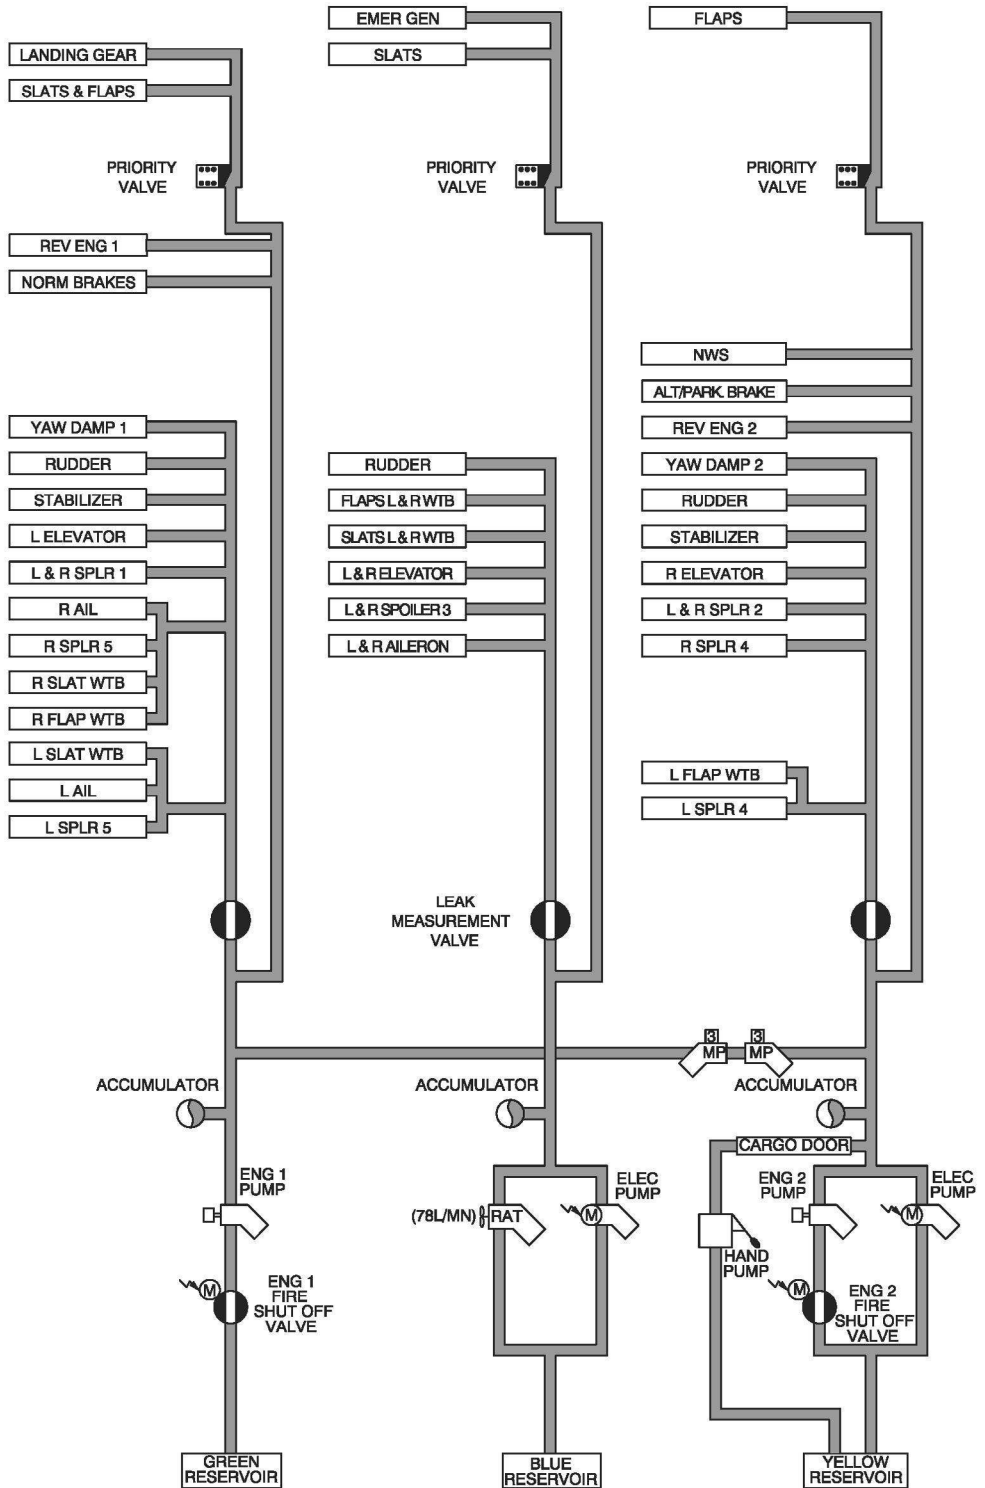 EMER GEN
SLATS
FLAPS
LANDING GEAR
SLATS & FLAPS
PRIORITY
VALVE
PRIORITY
VALVE
PRIORITY
VALVE
REV ENG 1
NORM BRAKES
NWS
ALT/PARK. BRAKE
REV ENG 2
YAW DAMP 1
RUDDER
STABILIZER
L ELEVATOR
L & R SPLR 1
R AIL
R SPLR 5
R SLAT WTB
R FLAP WTB
L SLAT WTB
L AIL
L SPLR 5
RUDDER
FLAPS L & R WTB
SLATS L & R WTB
L & R ELEVATOR
L & R SPOILER 3
L & R AILERON
YAW DAMP 2
RUDDER
STABILIZER
R ELEVATOR
L & R SPLR 2
R SPLR 4
L FLAP WTB
L SPLR 4
LEAK
MEASUREMENT
VALVE
3
MP
3
MP
ACCUMULATOR
ACCUMULATOR
ACCUMULATOR
CARGO DOOR
ENG 1
PUMP
(78L/MN)
RAT
ELEC
PUMP
M
HAND
PUMP
ENG 2
PUMP
ELEC
PUMP
M
M
ENG 1
FIRE
SHUT OFF
VALVE
M
ENG 2
FIRE
SHUT OFF
VALVE
GREEN
RESERVOIR
BLUE
RESERVOIR
YELLOW
RESERVOIR